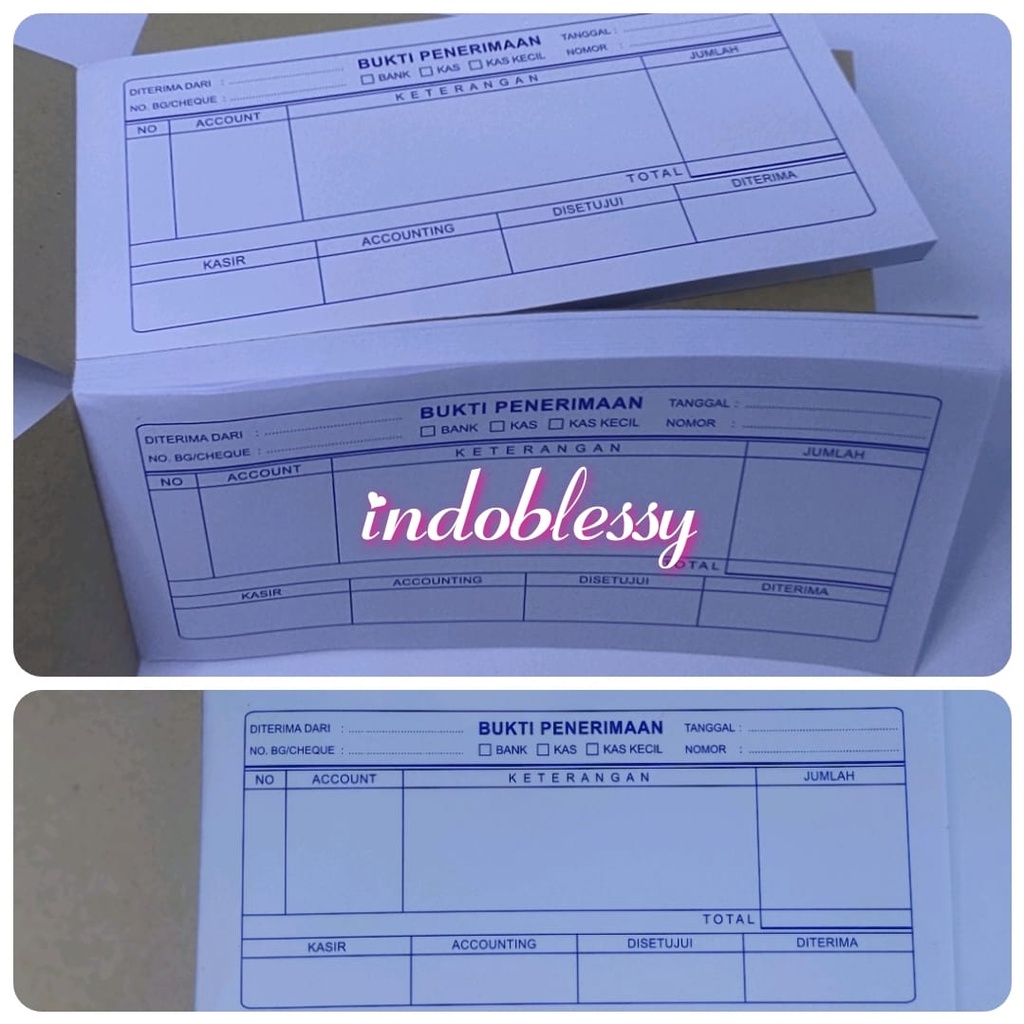 BUKTI PENERIMAAN
TANGGAL :
DITERIMA DARI :
BANK KAS KAS KECIL
NOMOR :
NO. BG/CHEQUE :
NO ACCOUNT KETERANGAN JUMLAH
TOTAL
KASIR ACCOUNTING DISETUJUI DITERIMA
BUKTI PENERIMAAN
TANGGAL :
DITERIMA DARI :
BANK KAS KAS KECIL
NOMOR :
NO. BG/CHEQUE :
NO ACCOUNT KETERANGAN JUMLAH
indoblessy
TOTAL
KASIR ACCOUNTING DISETUJUI DITERIMA
DITERIMA DARI : BUKTI PENERIMAAN TANGGAL :
NO. BG/CHEQUE : BANK KAS KAS KECIL NOMOR :
NO ACCOUNT KETERANGAN JUMLAH
TOTAL
KASIR ACCOUNTING DISETUJUI DITERIMA